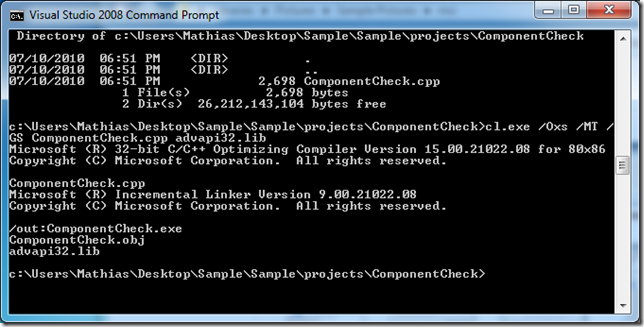 Visual Studio 2008 Command Prompt
Directory of c:\Users\Mathias\Desktop\Sample\Sample\projects\ComponentCheck
07/10/2010  06:51 PM    <DIR>          .
07/10/2010  06:51 PM    <DIR>          ..
07/10/2010  06:51 PM             2,698 ComponentCheck.cpp
1 File(s)          2,698 bytes
2 Dir(s)  26,212,143,104 bytes free
c:\Users\Mathias\Desktop\Sample\Sample\projects\ComponentCheck>cl.exe /Oxs /MT /
GS ComponentCheck.cpp advapi32.lib
Microsoft (R) 32-bit C/C++ Optimizing Compiler Version 15.00.21022.08 for 80x86
Copyright (C) Microsoft Corporation.  All rights reserved.
ComponentCheck.cpp
Microsoft (R) Incremental Linker Version 9.00.21022.08
Copyright (C) Microsoft Corporation.  All rights reserved.
/out:ComponentCheck.exe
ComponentCheck.obj
advapi32.lib
c:\Users\Mathias\Desktop\Sample\Sample\projects\ComponentCheck>